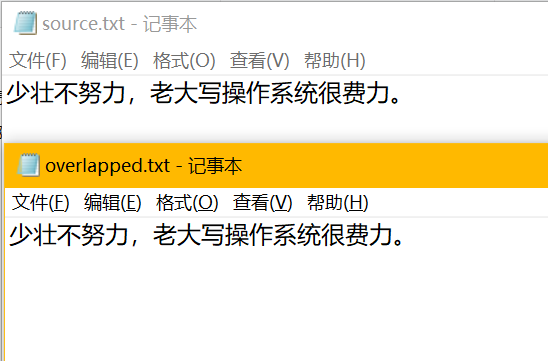 source.txt - 记事本
文件(F) 编辑(E) 格式(O) 查看(V) 帮助(H)
少壮不努力，老大写操作系统很费力。
overlapped.txt - 记事本
文件(F) 编辑(E) 格式(O) 查看(V) 帮助(H)
少壮不努力，老大写操作系统很费力。